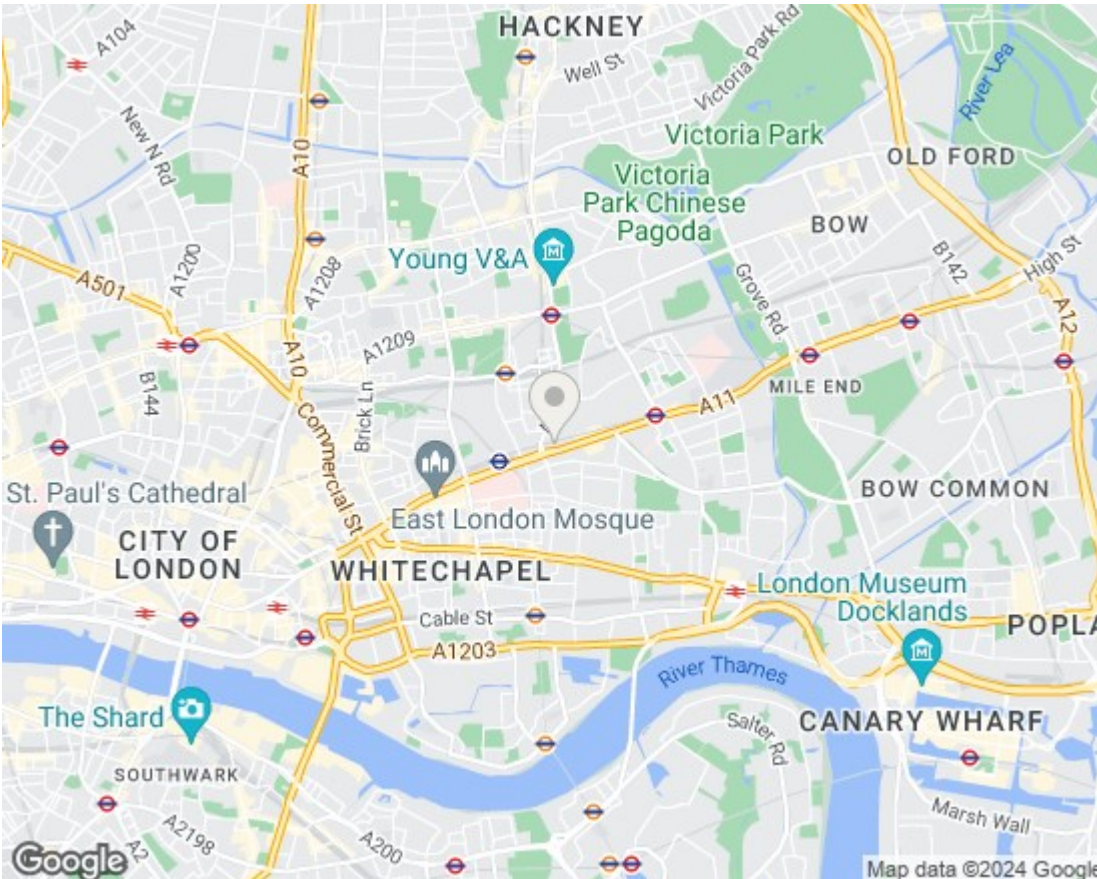 HACKNEY
A104
Well St
Victoria Park Rd
River Lea
New N Rd
A10
Victoria Park
OLD FORD
Victoria
Park Chinese
Pagoda
BOW
Young V&A
A1200
A1208
B142
High St
A501
Grove Rd
A12
A1209
A10
B144
Brick Ln
MILE END
A11
Commercial St
St. Paul's Cathedral
BOW COMMON
East London Mosque
CITY OF
LONDON
WHITECHAPEL
London Museum
Docklands
Cable St
POPLA
A1203
River Thames
The Shard
Salter Rd
CANARY WHARF
SOUTHWARK
Marsh Wall
A2198
A200
A2
Google
Map data ©2024 Google